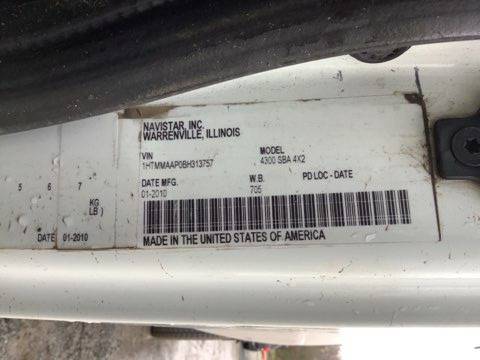 NAVISTAR, INC.
WARRENVILLE, ILLINOIS
VIN MODEL
1HTMMAAP0BH313757 4300 SBA 4X2
DATE MFG. W.B. PD LOC - DATE
01-2010 705
MADE IN THE UNITED STATES OF AMERICA
5 6 7
KG
LB )
DATE 01-2010